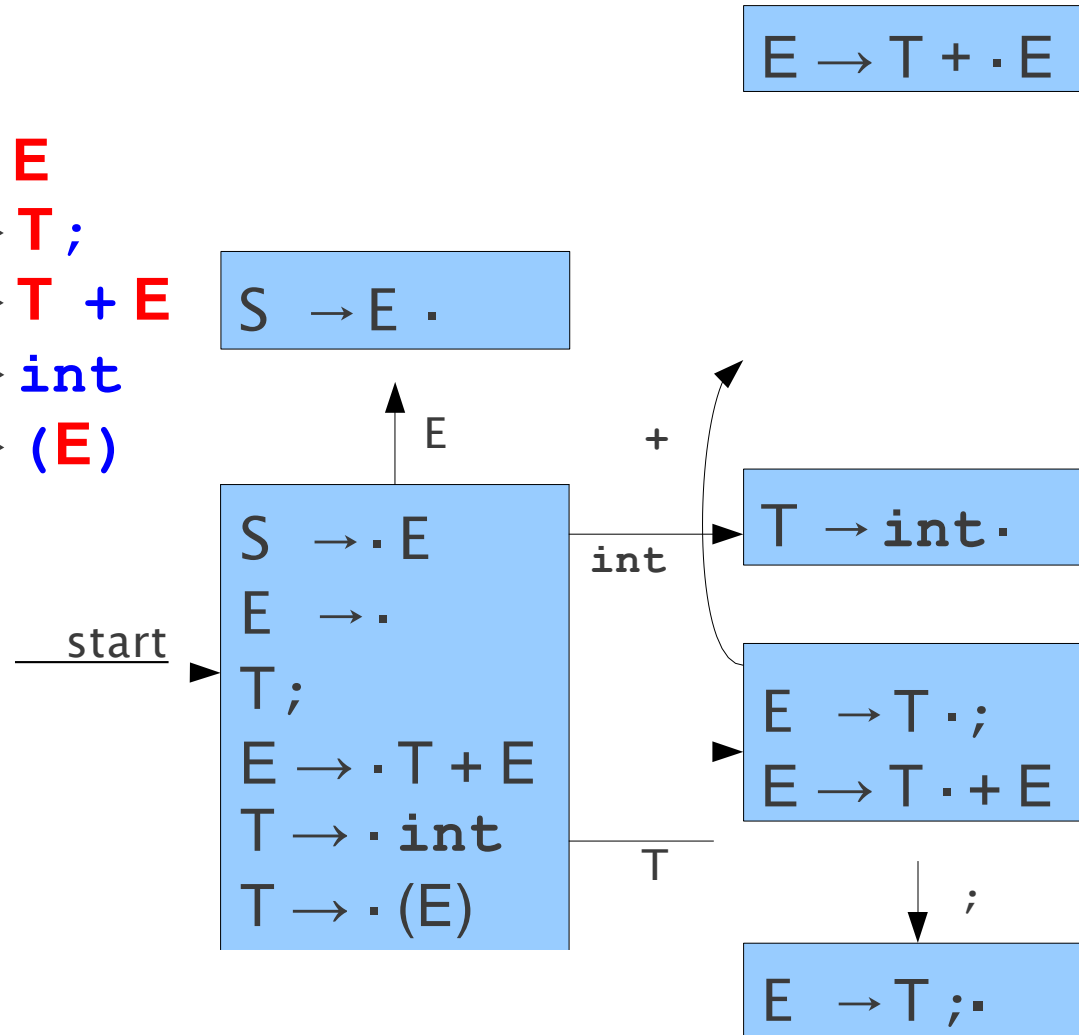 E → T + · E
E
→ T ;
→ T + E
→ int
→ (E)
S → E ·
E
+
S → · E
E → ·
T ;
E → · T + E
T → · int
T → · (E)
start
int
T → int ·
E → T · ;
E → T · + E
T
;
E → T ; ·